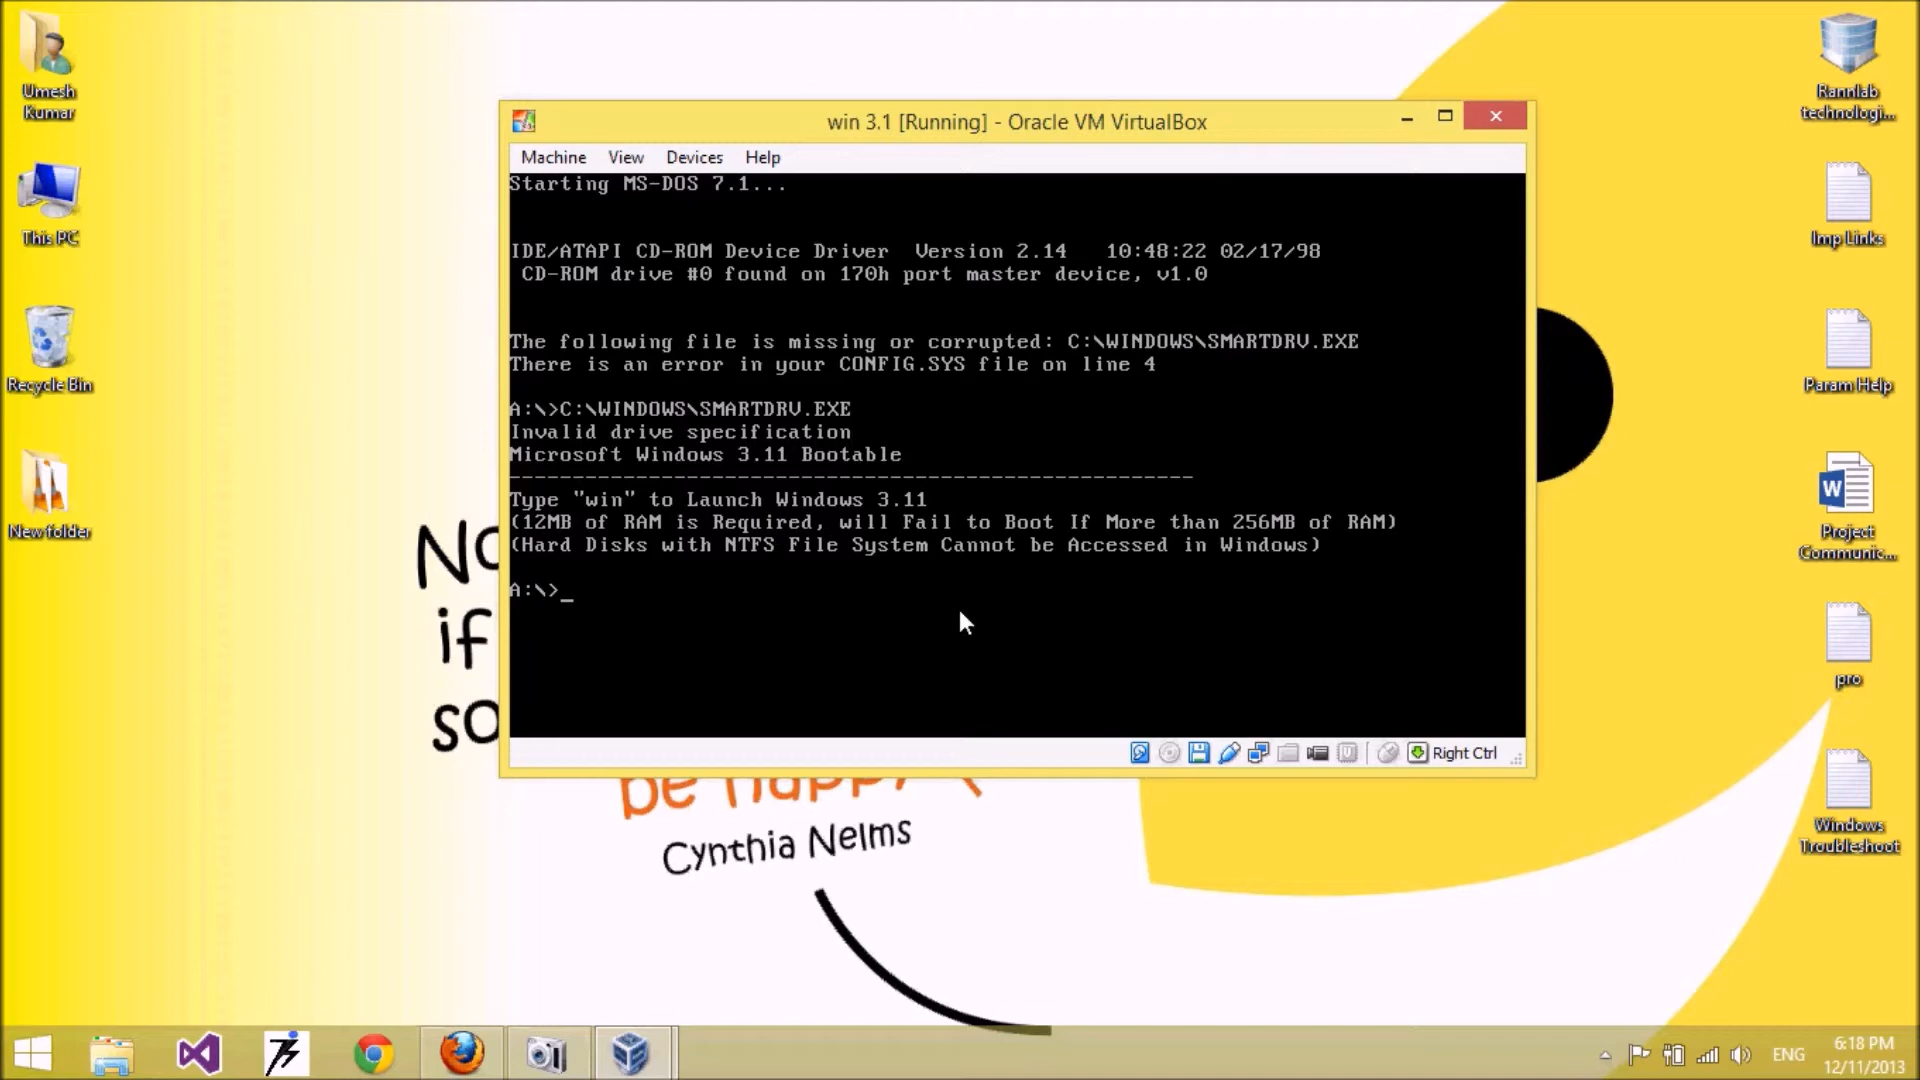 Umesh
Kumar
This PC
Recycle Bin
New folder
win 3.1 [Running] - Oracle VM VirtualBox
Machine View Devices Help
Starting MS-DOS 7.1...
IDE/ATAPI CD-ROM Device Driver Version 2.14 10:48:22 02/17/98
CD-ROM drive #0 found on 170h port master device, v1.0
The following file is missing or corrupted: C:\WINDOWS\SMARTDRV.EXE
There is an error in your CONFIG.SYS file on line 4
A:\>C:\WINDOWS\SMARTDRV.EXE
Invalid drive specification
Microsoft Windows 3.11 Bootable
-------------------------------------------------------------
Type "win" to Launch Windows 3.11
(12MB of RAM is Required, will Fail to Boot If More than 256MB of RAM)
(Hard Disks with NTFS File System Cannot be Accessed in Windows)
A:\>_
Right Ctrl
No
if
so
be happy
Cynthia Nelms
Rannlab
technologi...
Imp Links
Param Help
Project
Communic...
pro
Windows
Troubleshoot
ENG
6:18 PM
12/11/2013